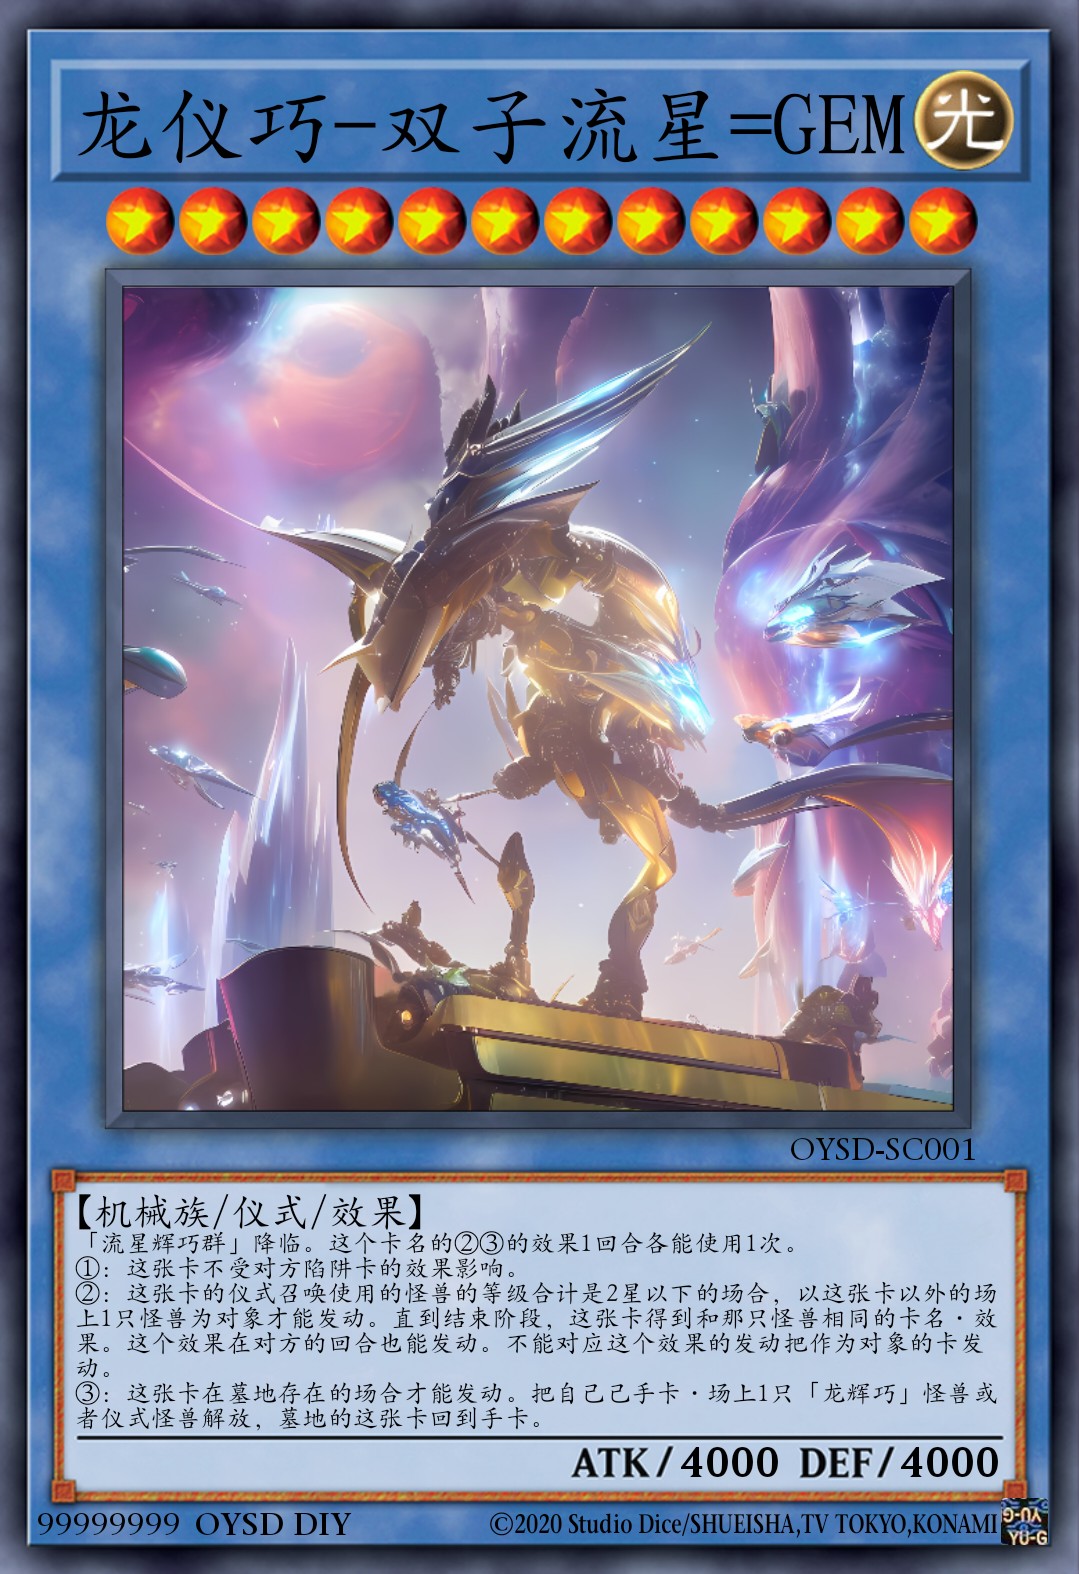 龙仪巧-双子流星=GEM
光
OYSD-SC001
【机械族/仪式/效果】
「流星辉巧群」降临。这个卡名的②③的效果1回合各能使用1次。
①：这张卡不受对方陷阱卡的效果影响。
②：这张卡的仪式召唤使用的怪兽的等级合计是2星以下的场合，以这张卡以外的场
上1只怪兽为对象才能发动。直到结束阶段，这张卡得到和那只怪兽相同的卡名·效
果。这个效果在对方的回合也能发动。不能对应这个效果的发动把作为对象的卡发
动。
③：这张卡在墓地存在的场合才能发动。把自己己手卡·场上1只「龙辉巧」怪兽或
者仪式怪兽解放，墓地的这张卡回到手卡。
ATK/4000 DEF/4000
99999999 OYSD DIY
©2020 Studio Dice/SHUEISHA,TV TOKYO,KONAMI